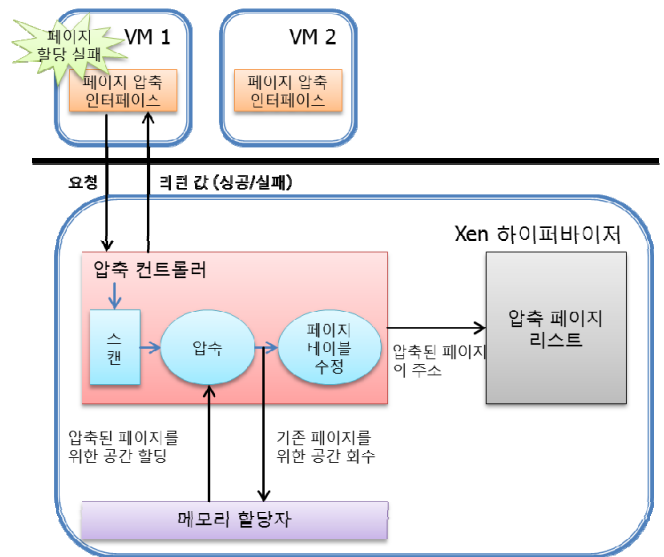 페이지
할당 실패
VM 1
VM 2
페이지 압축
인터페이스
페이지 압축
인터페이스
요청
리턴 값 (성공/실패)
Xen 하이퍼바이저
압축 컨트롤러
스
캔
압축
페이지
테이블
수정
압축된 페이지
의 주소
압축 페이지
리스트
압축된 페이지를
위한 공간 할당
기존 페이지를
위한 공간 회수
메모리 할당자